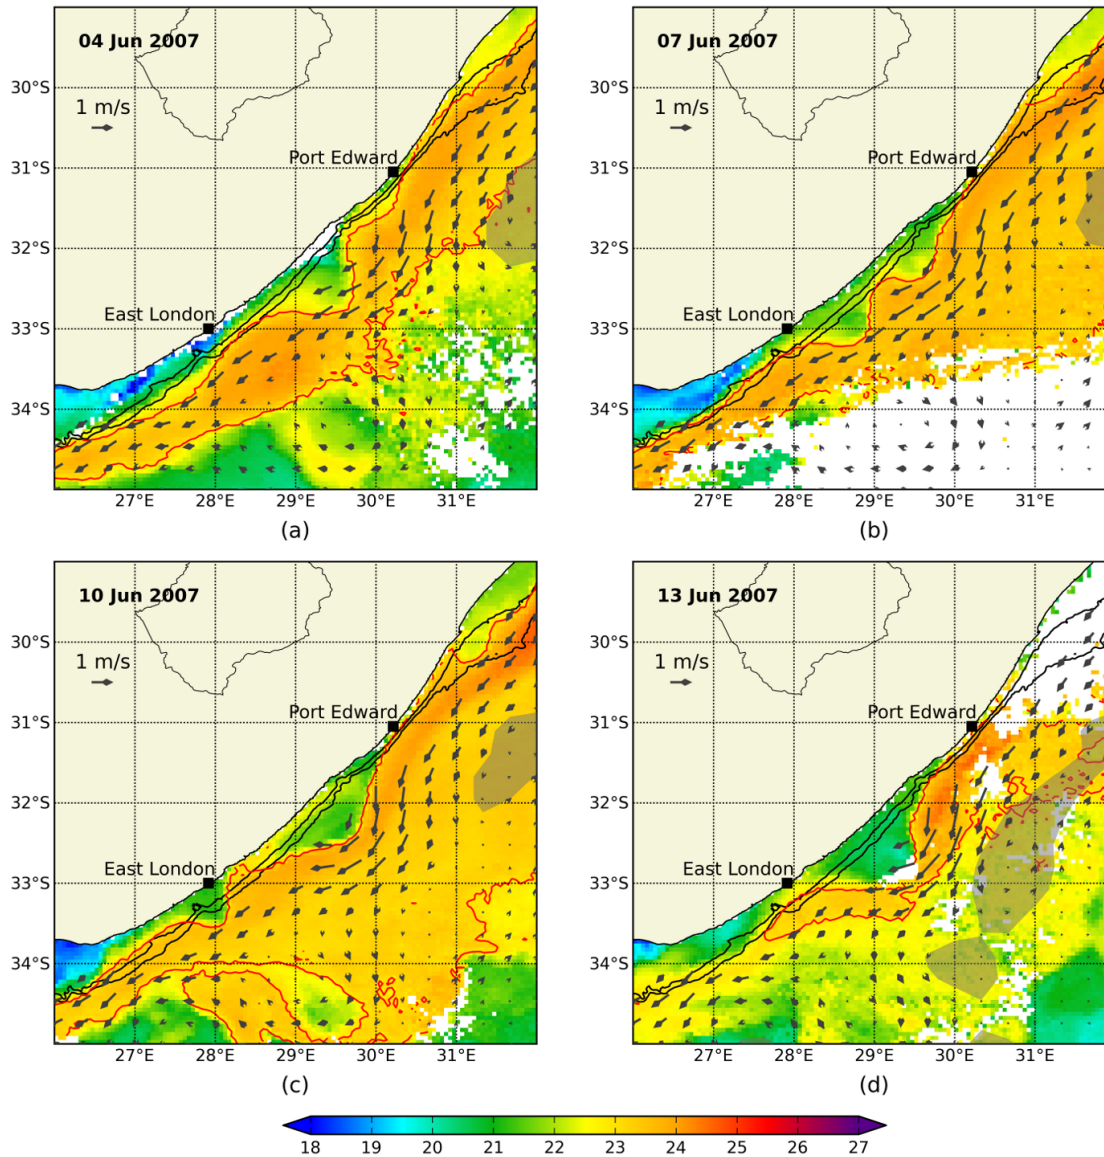 04 Jun 2007
30°S
1 m/s
Port Edward
31°S
32°S
East London
33°S
34°S
27°E 28°E 29°E 30°E 31°E
(a)
07 Jun 2007
30°S
1 m/s
Port Edward
31°S
32°S
East London
33°S
34°S
27°E 28°E 29°E 30°E 31°E
(b)
10 Jun 2007
30°S
1 m/s
Port Edward
31°S
32°S
East London
33°S
34°S
27°E 28°E 29°E 30°E 31°E
(c)
13 Jun 2007
30°S
1 m/s
Port Edward
31°S
32°S
East London
33°S
34°S
27°E 28°E 29°E 30°E 31°E
(d)
18 19 20 21 22 23 24 25 26 27